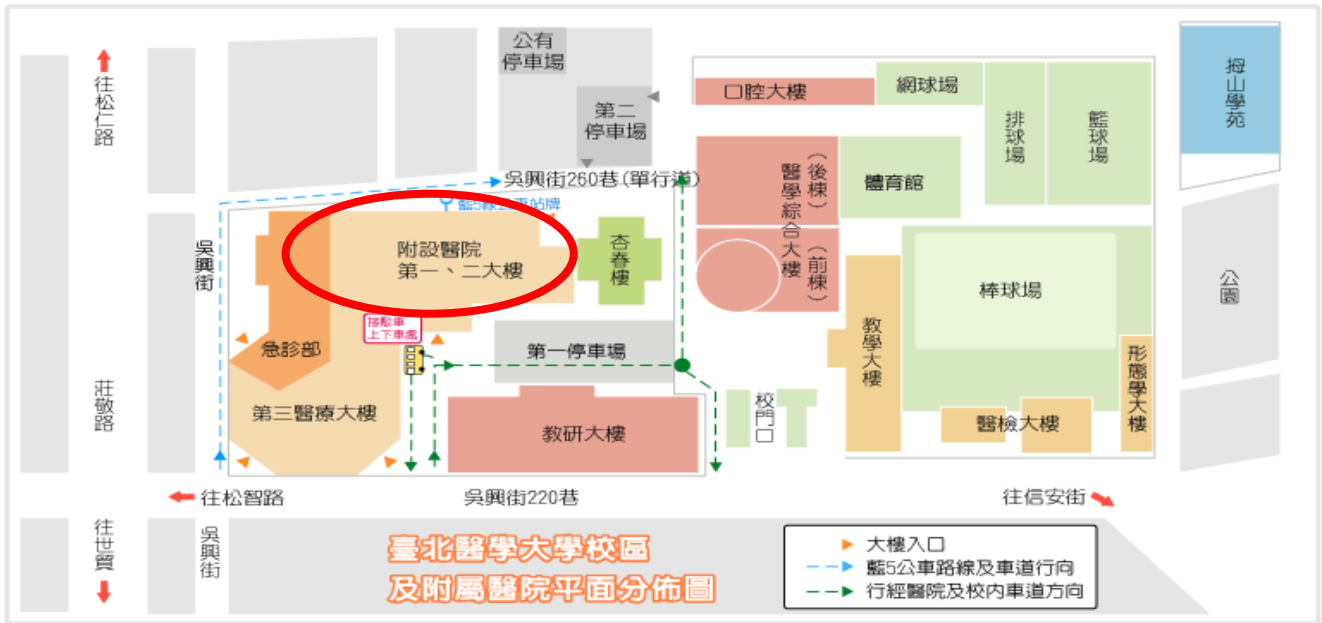 公有
停車場
往松仁路
口腔大樓
網球場
排球場
籃球場
拇山學苑
第二
停車場
吳興街260巷(單行道)
藍5線公車站牌
醫學綜合大樓
(後棟)
(前棟)
體育館
吳興街
附設醫院
第一、二大樓
杏春樓
棒球場
公園
接駁車
上下車處
急診部
第一停車場
教學大樓
形態學大樓
莊敬路
第三醫療大樓
教研大樓
校門口
醫檢大樓
往松智路
吳興街220巷
往信安街
往世貿
吳興街
臺北醫學大學校區
及附屬醫院平面分佈圖
大樓入口
藍5公車路線及車道行向
行經醫院及校內車道方向